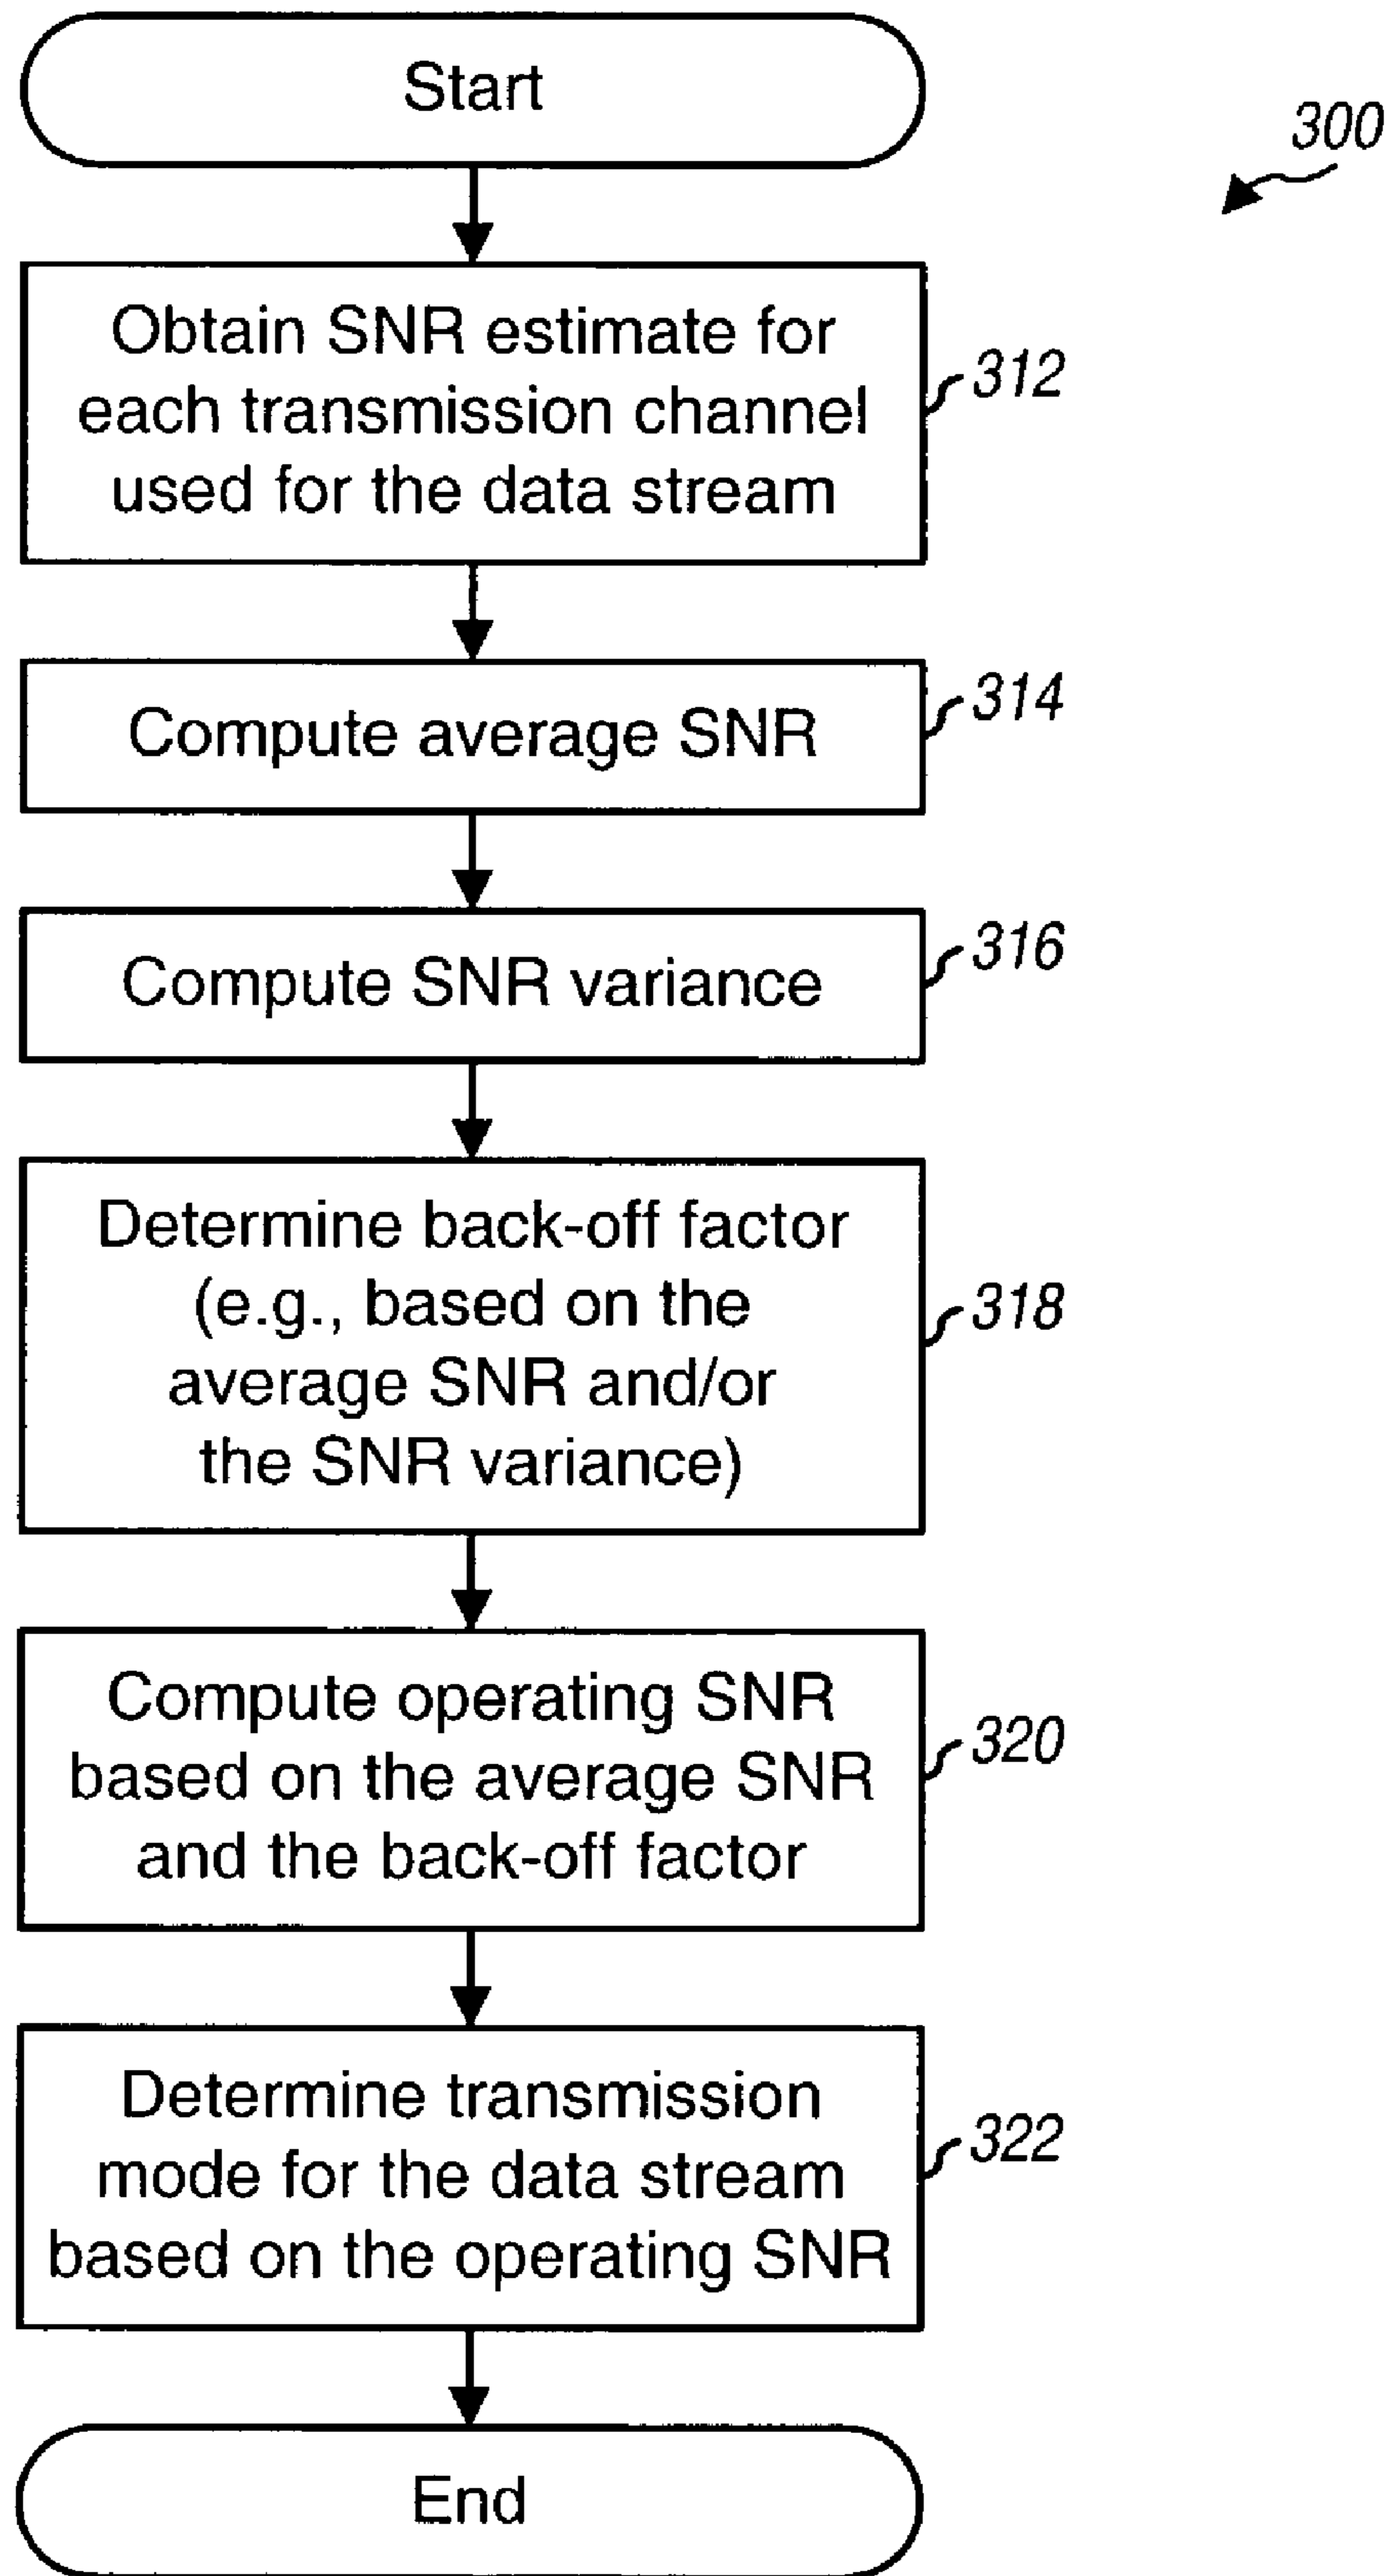 Start
300
Obtain SNR estimate for
each transmission channel
used for the data stream
312
Compute average SNR
314
Compute SNR variance
316
Determine back-off factor
(e.g., based on the
average SNR and/or
the SNR variance)
318
Compute operating SNR
based on the average SNR
and the back-off factor
320
Determine transmission
mode for the data stream
based on the operating SNR
322
End